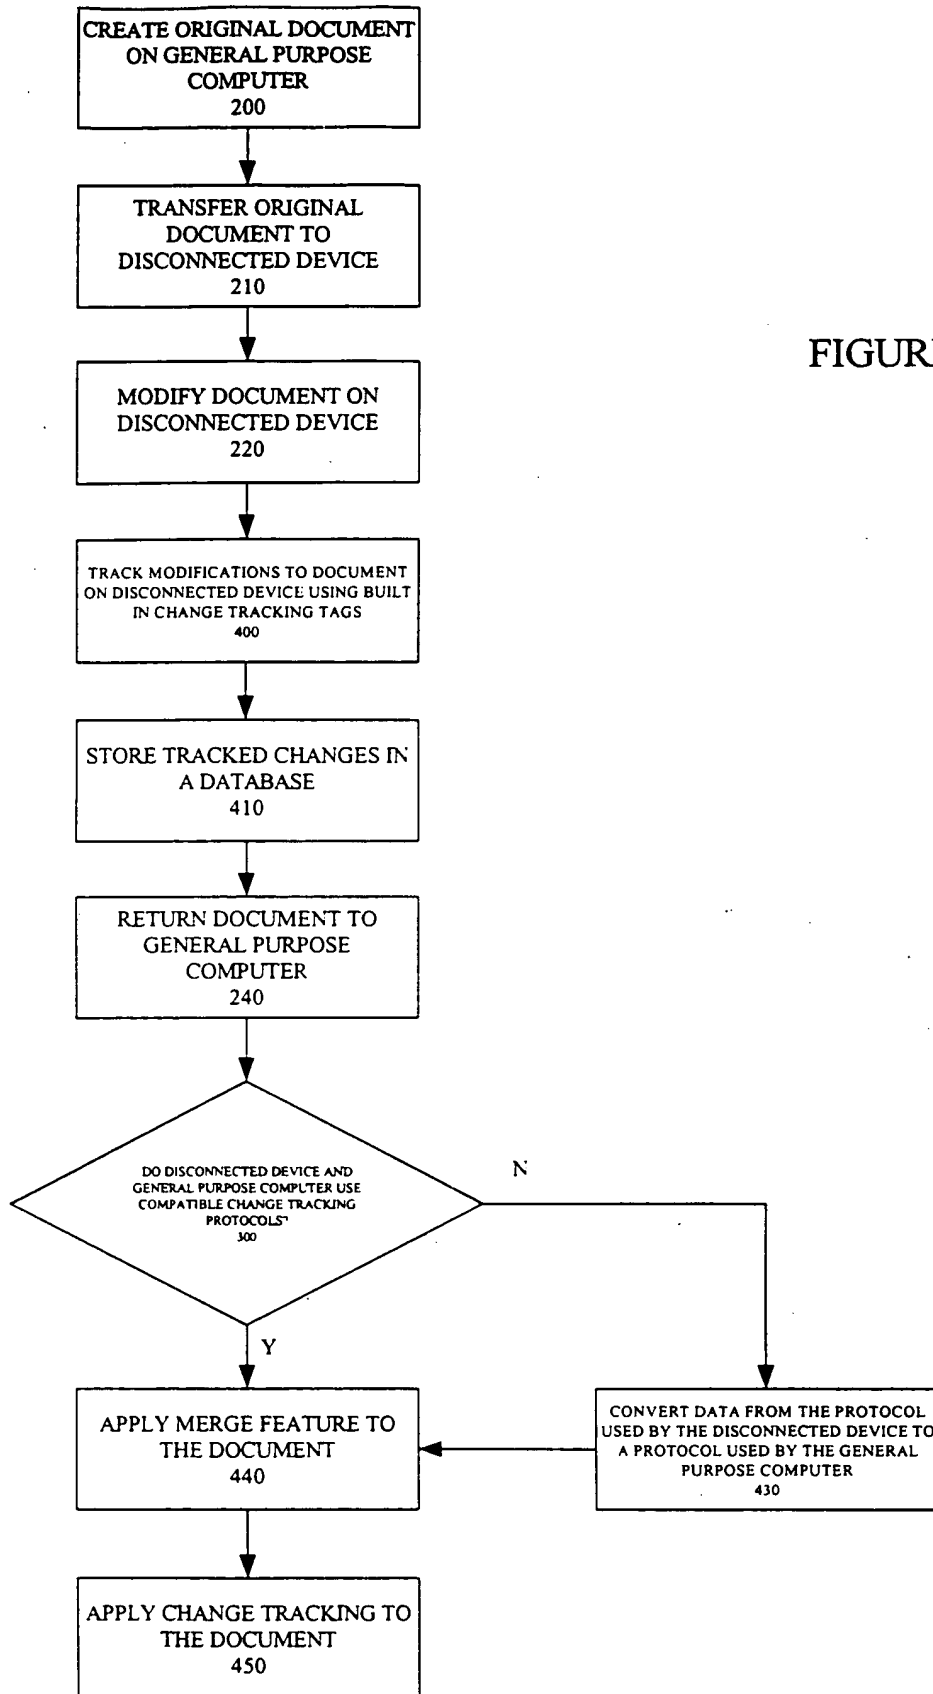 CREATE ORIGINAL DOCUMENT
ON GENERAL PURPOSE
COMPUTER
200
TRANSFER ORIGINAL
DOCUMENT TO
DISCONNECTED DEVICE
210
FIGURE
MODIFY DOCUMENT ON
DISCONNECTED DEVICE
220
TRACK MODIFICATIONS TO DOCUMENT
ON DISCONNECTED DEVICE USING BUILT
IN CHANGE TRACKING TAGS
400
STORE TRACKED CHANGES IN
A DATABASE
410
RETURN DOCUMENT TO
GENERAL PURPOSE
COMPUTER
240
DO DISCONNECTED DEVICE AND
GENERAL PURPOSE COMPUTER USE
COMPATIBLE CHANGE TRACKING
PROTOCOLS?
300
N
Y
APPLY MERGE FEATURE TO
THE DOCUMENT
440
CONVERT DATA FROM THE PROTOCOL
USED BY THE DISCONNECTED DEVICE TO
A PROTOCOL USED BY THE GENERAL
PURPOSE COMPUTER
430
APPLY CHANGE TRACKING TO
THE DOCUMENT
450